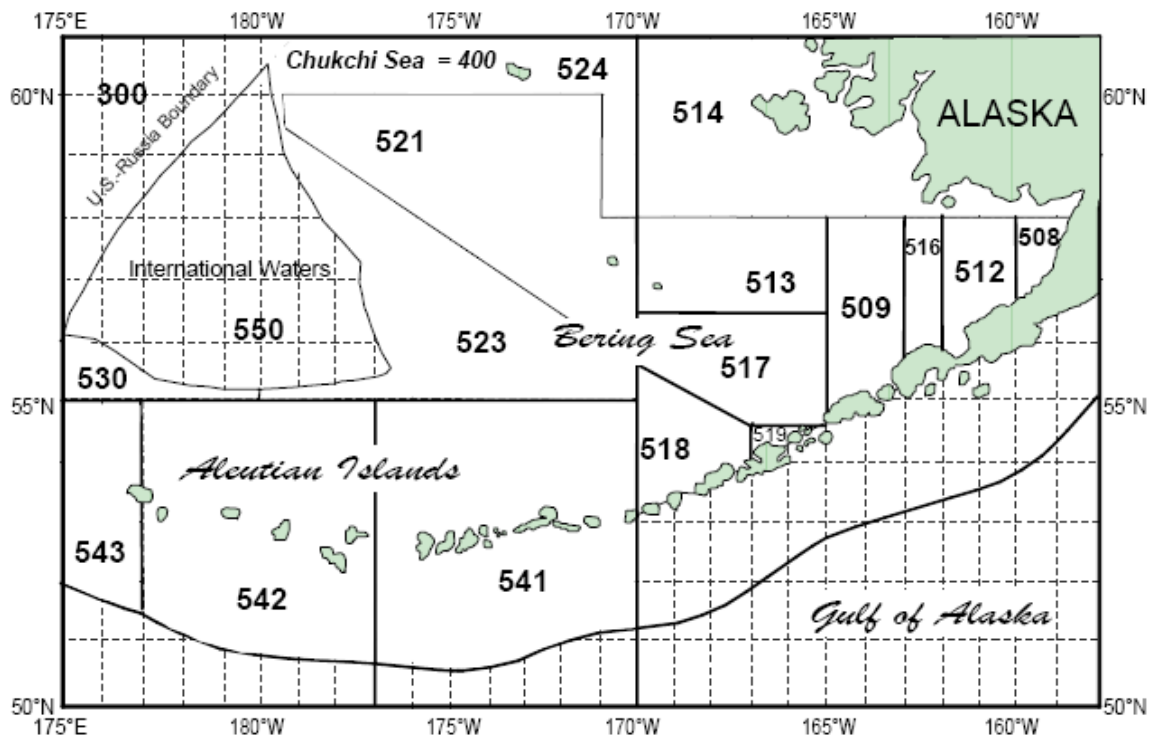 175°E 180°W 175°W 170°W 165°W 160°W
Chukchi Sea = 400
524
300
60°N
60°N
514
ALASKA
521
U.S.-Russia Boundary
516
508
International Waters
513
512
509
550
523
Bering Sea
517
530
55°N
55°N
519
518
Aleutian Islands
543
542
541
Gulf of Alaska
50°N
50°N
175°E 180°W 175°W 170°W 165°W 160°W